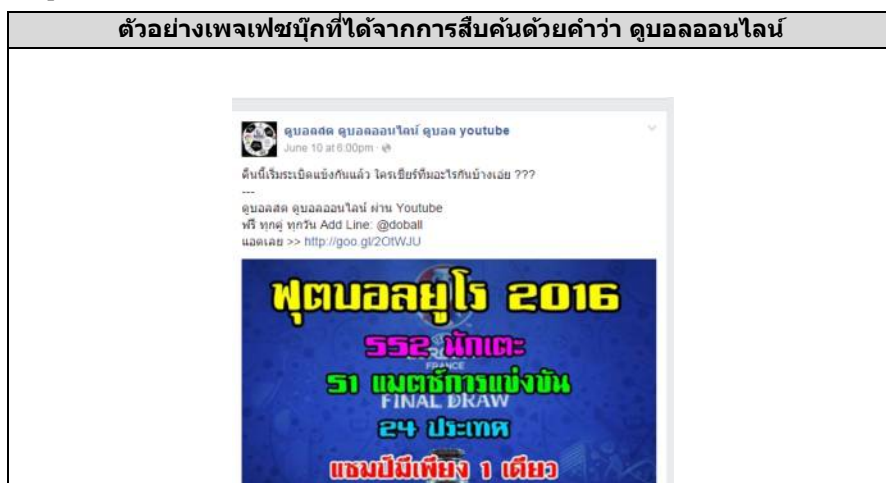 ตัวอย่างเพจเฟซบุ๊กที่ได้จากการสืบค้นด้วยคำว่า ดูบอลออนไลน์
ดูบอลสด ดูบอลออนไลน์ ดูบอล youtube
June 10 at 6:00pm ·
คืนนี้เริ่มระเบิดแข้งกันแล้ว ใครเชียร์ทีมอะไรกันบ้างเอ่ย ???
---
ดูบอลสด ดูบอลออนไลน์ ผ่าน Youtube
ฟรี ทุกคู่ ทุกวัน Add Line: @doball
แอดเลย >> http://goo.gl/2OtWJU
ฟุตบอลยูโร 2016
552 นักเตะ
FRANCE
51 แมตช์การแข่งขัน
FINAL DRAW
24 ประเทศ
แชมป์มีเพียง 1 เดียว